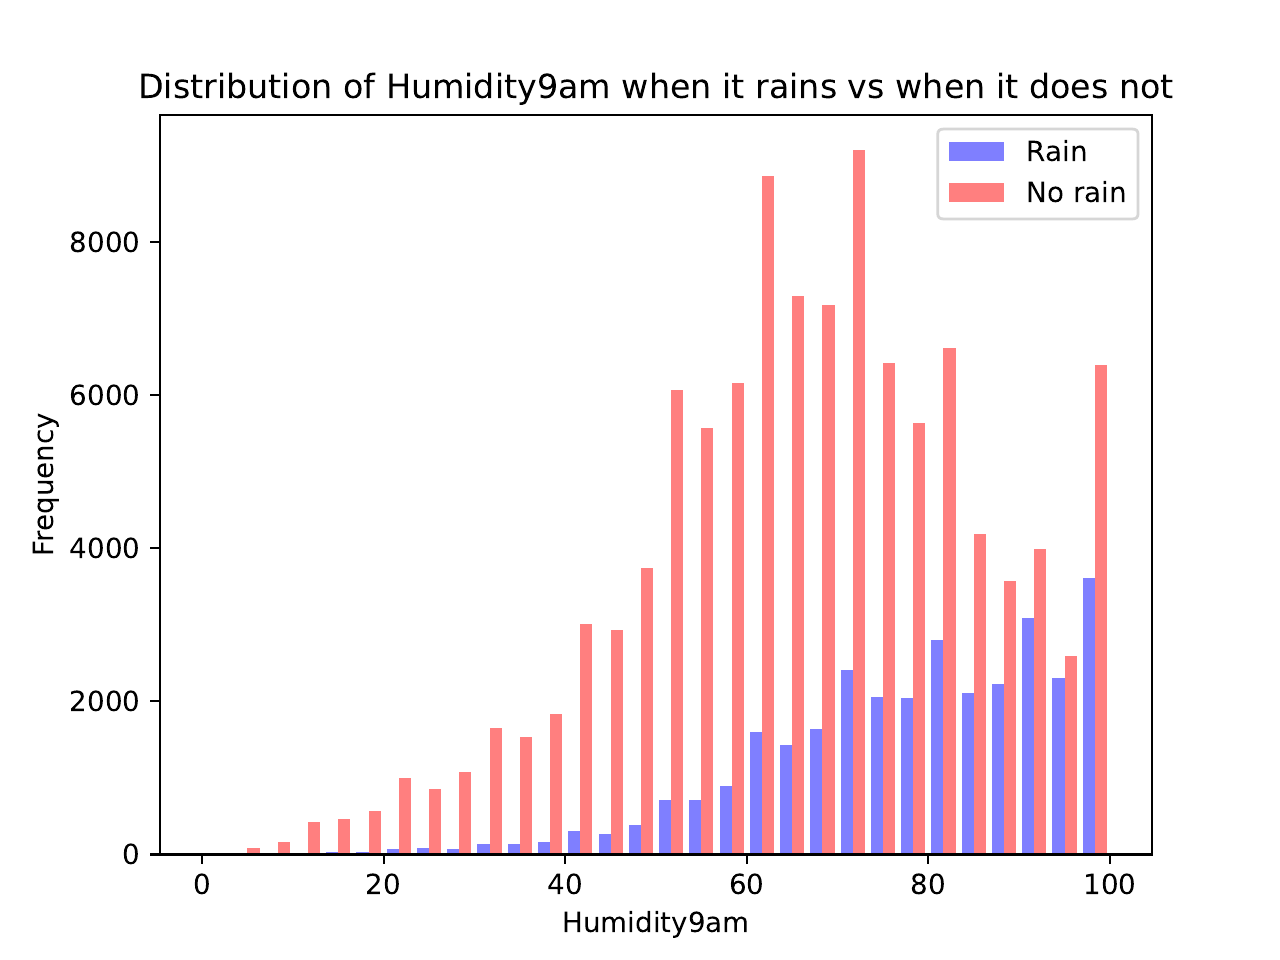 Distribution of Humidity9am when it rains vs when it does not
Rain
No rain
8000
6000
4000
2000
0
Frequency
0 20 40 60 80 100
Humidity9am